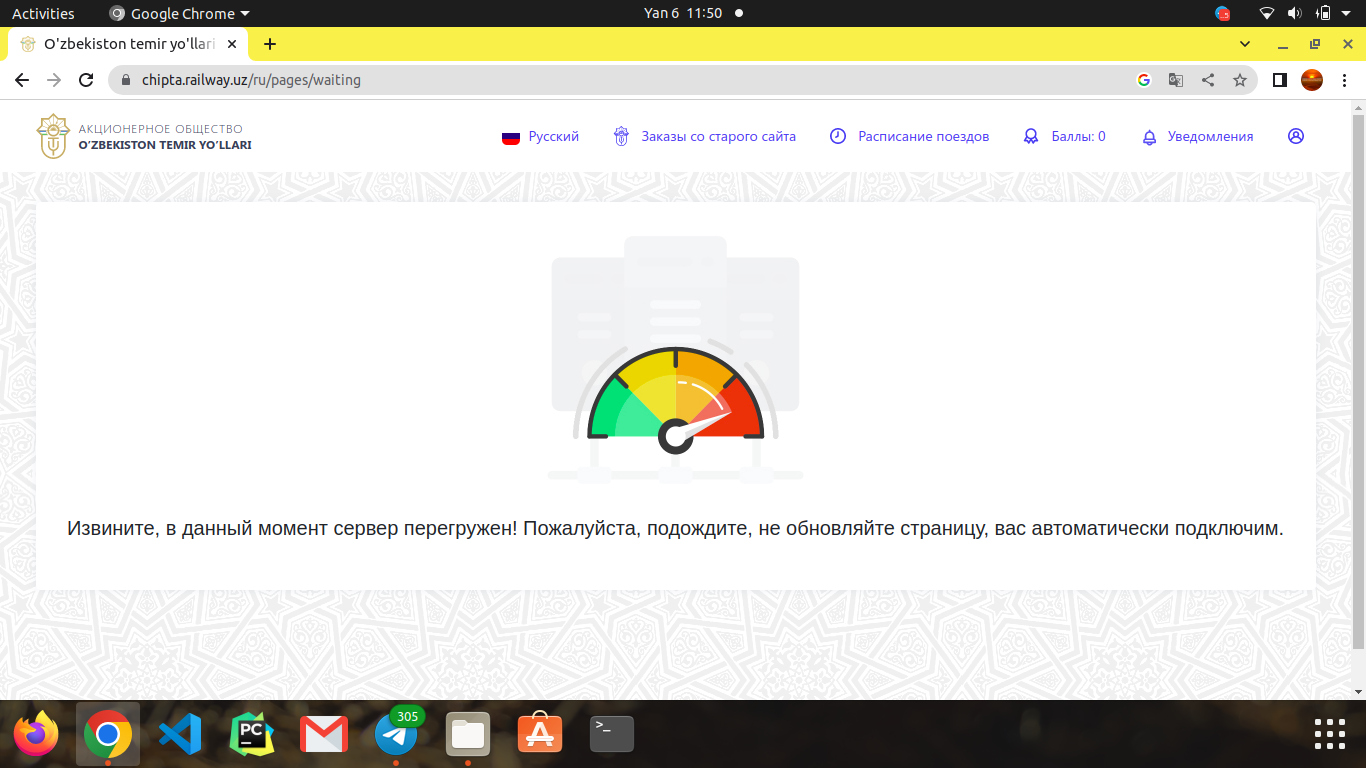 Activities
Google Chrome
Yan 6 11:50
O'zbekiston temir yo'llari
chipta.railway.uz/ru/pages/waiting
АКЦИОНЕРНОЕ ОБЩЕСТВО
O'ZBEKISTON TEMIR YO'LLARI
Русский
Заказы со старого сайта
Расписание поездов
Баллы: 0
Уведомления
Извините, в данный момент сервер перегружен! Пожалуйста, подождите, не обновляйте страницу, вас автоматически подключим.
PC
305
>_